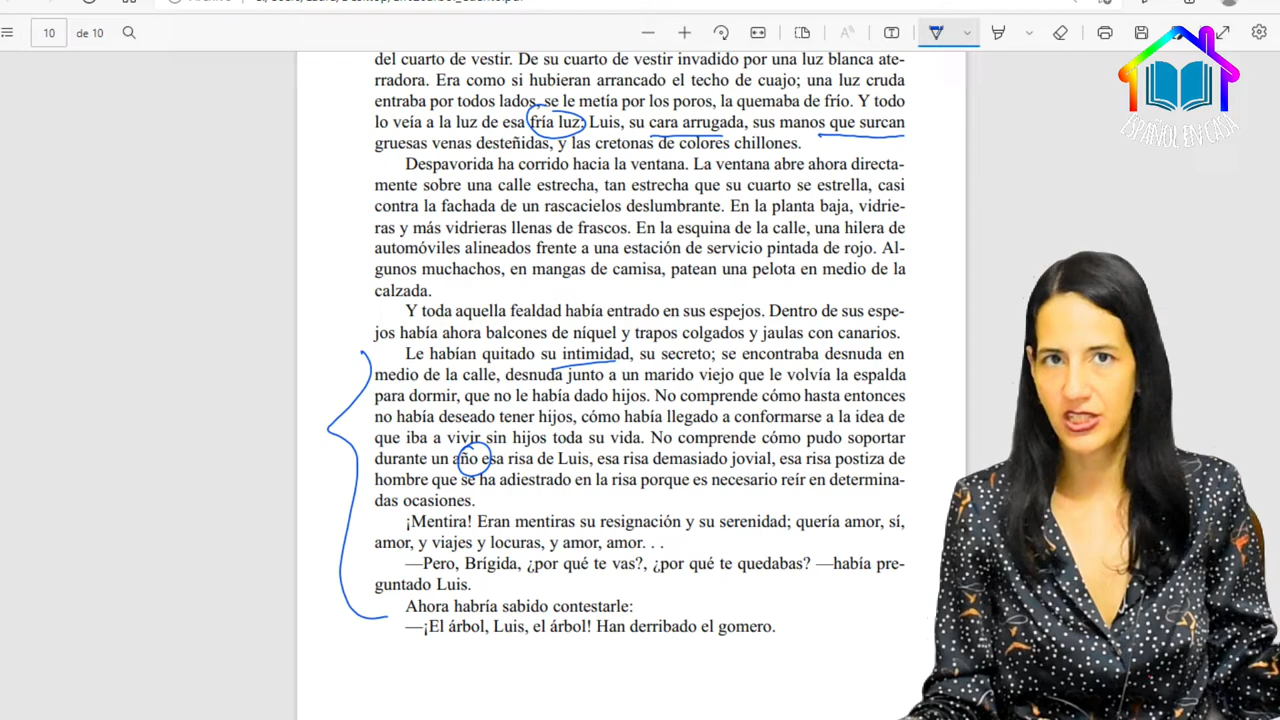 10
de 10
ESPAÑOL EN CASA
del cuarto de vestir. De su cuarto de vestir invadido por una luz blanca ate-
rradora. Era como si hubieran arrancado el techo de cuajo; una luz cruda
entraba por todos lados, se le metía por los poros, la quemaba de frío. Y todo
lo veía a la luz de esa fría luz: Luis, su cara arrugada, sus manos que surcan
gruesas venas desteñidas, y las cretonas de colores chillones.
Despavorida ha corrido hacia la ventana. La ventana abre ahora directa-
mente sobre una calle estrecha, tan estrecha que su cuarto se estrella, casi
contra la fachada de un rascacielos deslumbrante. En la planta baja, vidrie-
ras y más vidrieras llenas de frascos. En la esquina de la calle, una hilera de
automóviles alineados frente a una estación de servicio pintada de rojo. Al-
gunos muchachos, en mangas de camisa, patean una pelota en medio de la
calzada.
Y toda aquella fealdad había entrado en sus espejos. Dentro de sus espe-
jos había ahora balcones de níquel y trapos colgados y jaulas con canarios.
Le habían quitado su intimidad, su secreto; se encontraba desnuda en
medio de la calle, desnuda junto a un marido viejo que le volvía la espalda
para dormir, que no le había dado hijos. No comprende cómo hasta entonces
no había deseado tener hijos, cómo había llegado a conformarse a la idea de
que iba a vivir sin hijos toda su vida. No comprende cómo pudo soportar
durante un año esa risa de Luis, esa risa demasiado jovial, esa risa postiza de
hombre que se ha adiestrado en la risa porque es necesario reír en determina-
das ocasiones.
¡Mentira! Eran mentiras su resignación y su serenidad; quería amor, sí,
amor, y viajes y locuras, y amor, amor. . .
—Pero, Brígida, ¿por qué te vas?, ¿por qué te quedabas? —había pre-
guntado Luis.
Ahora habría sabido contestarle:
—¡El árbol, Luis, el árbol! Han derribado el gomero.